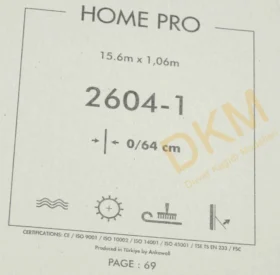 HOME PRO
15.6m x 1,06m
2604-1
0/64 cm
DKM
CERTIFICATIONS: CE / ISO 9001 / ISO 10002 / ISO 14001 / ISO 45001 / TSE TS EN 233 / FSC
Produced in Türkiye by
PAGE : 69